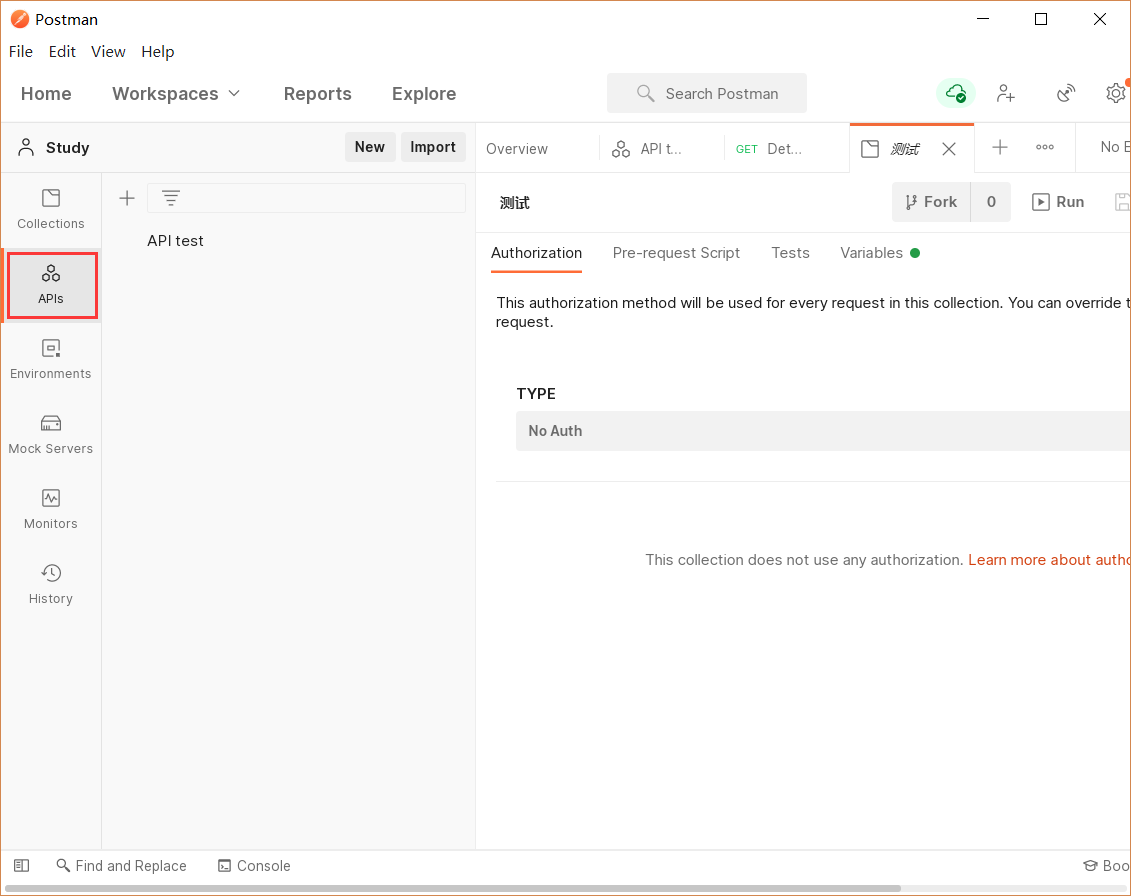 Postman
File Edit View Help
Home Workspaces Reports Explore Search Postman
Study New Import
Overview API t... GET Det... 测试 No E
Collections
APIs
Environments
Mock Servers
Monitors
History
API test
测试 Fork 0 Run
Authorization Pre-request Script Tests Variables
This authorization method will be used for every request in this collection. You can override t
request.
TYPE
No Auth
This collection does not use any authorization. Learn more about autho
Find and Replace Console Boo